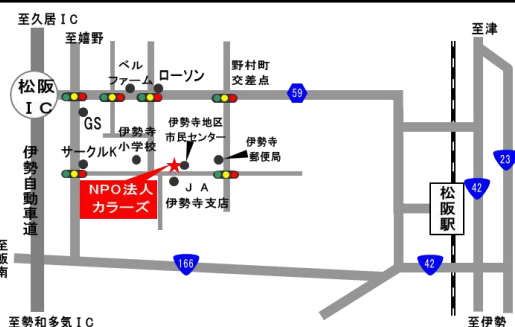 至久居ＩＣ
至嬉野
至津
ベル
ファーム
ローソン
野村町
交差点
松阪
ＩＣ
59
GS
伊勢寺
小学校
伊勢寺地区
市民センター
伊勢寺
郵便局
サークルK
伊勢自動車道
23
42
松阪駅
NPO法人
カラーズ
ＪＡ
伊勢寺支店
至飯南
166
42
至勢和多気ＩＣ
至伊勢